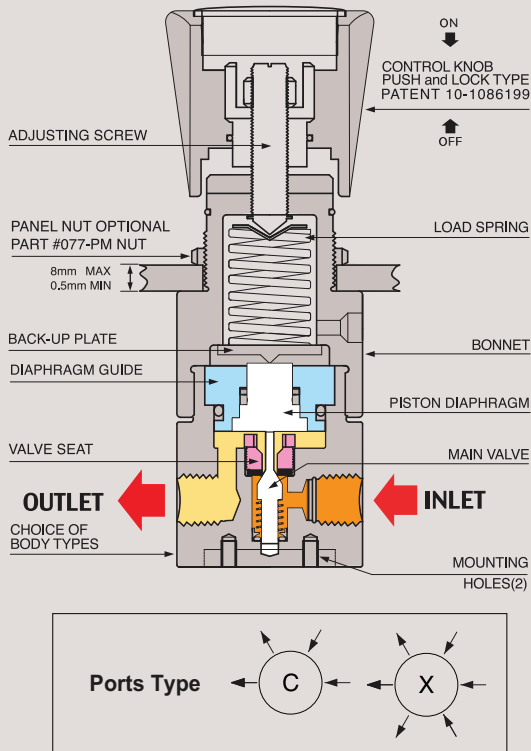 ON
CONTROL KNOB
PUSH and LOCK TYPE
PATENT 10-1086199
OFF
ADJUSTING SCREW
PANEL NUT OPTIONAL
PART #077-PM NUT
8mm MAX
0.5mm MIN
LOAD SPRING
BACK-UP PLATE
BONNET
DIAPHRAGM GUIDE
PISTON DIAPHRAGM
VALVE SEAT
MAIN VALVE
OUTLET
INLET
CHOICE OF
BODY TYPES
MOUNTING
HOLES(2)
Ports Type
C
X